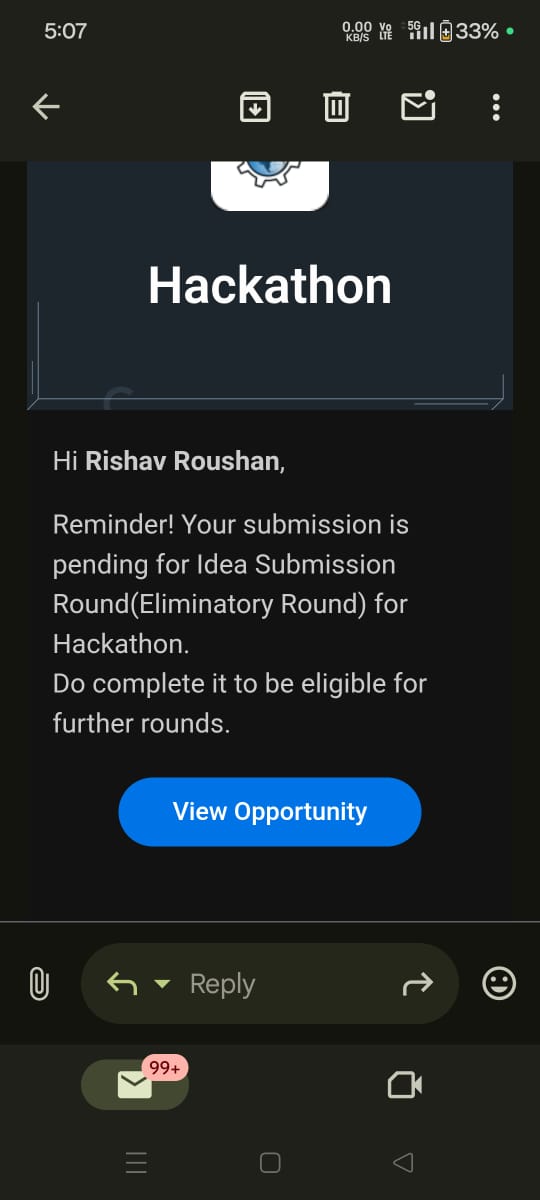 5:07
0.00 KB/S Vo LTE 5G 33%
Hackathon
Hi Rishav Roushan,
Reminder! Your submission is
pending for Idea Submission
Round(Eliminatory Round) for
Hackathon.
Do complete it to be eligible for
further rounds.
View Opportunity
Reply
99+